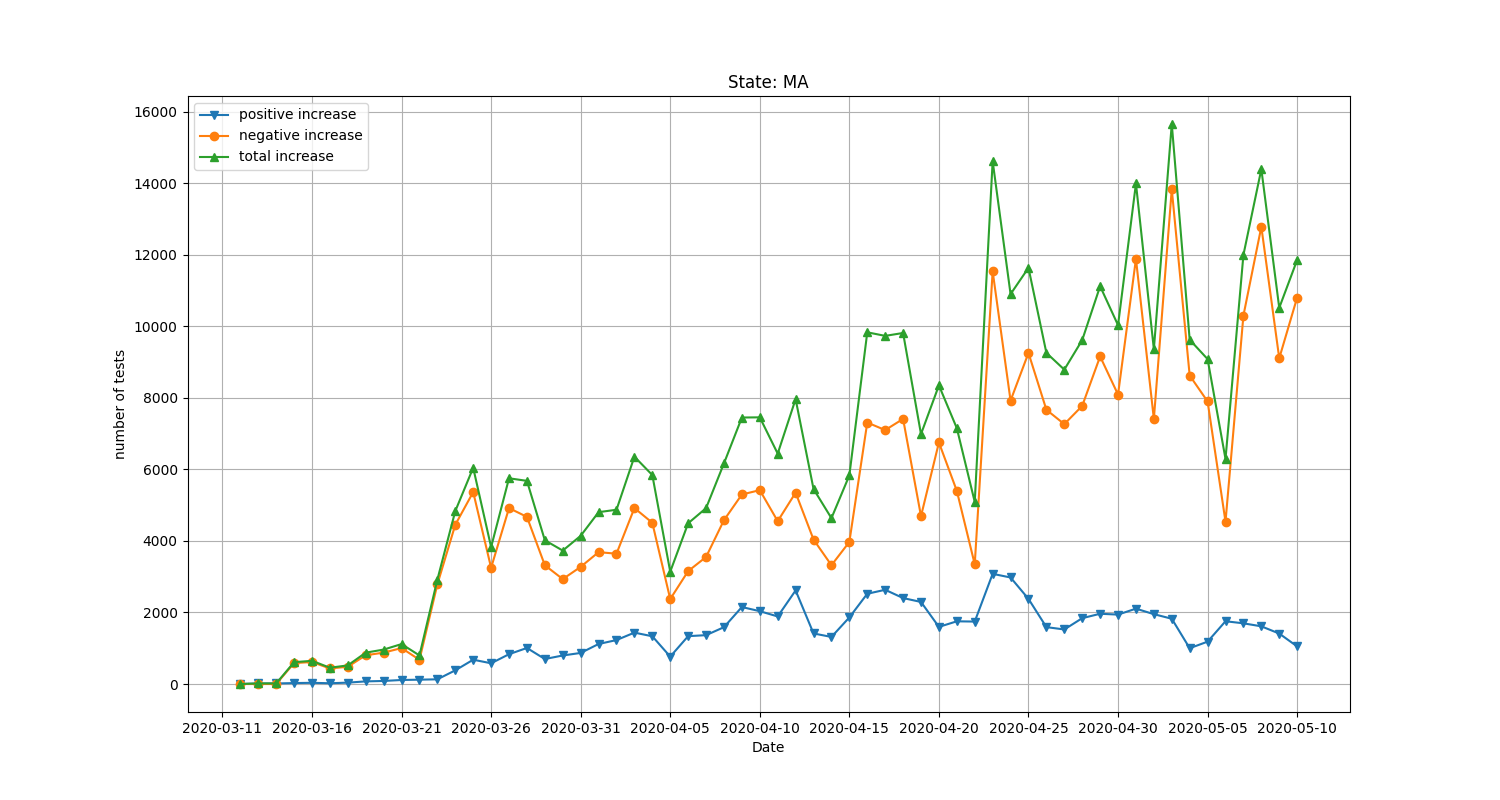 State: MA
positive increase
negative increase
total increase
16000
14000
12000
10000
8000
6000
4000
2000
0
number of tests
2020-03-11 2020-03-16 2020-03-21 2020-03-26 2020-03-31 2020-04-05 2020-04-10 2020-04-15 2020-04-20 2020-04-25 2020-04-30 2020-05-05 2020-05-10
Date